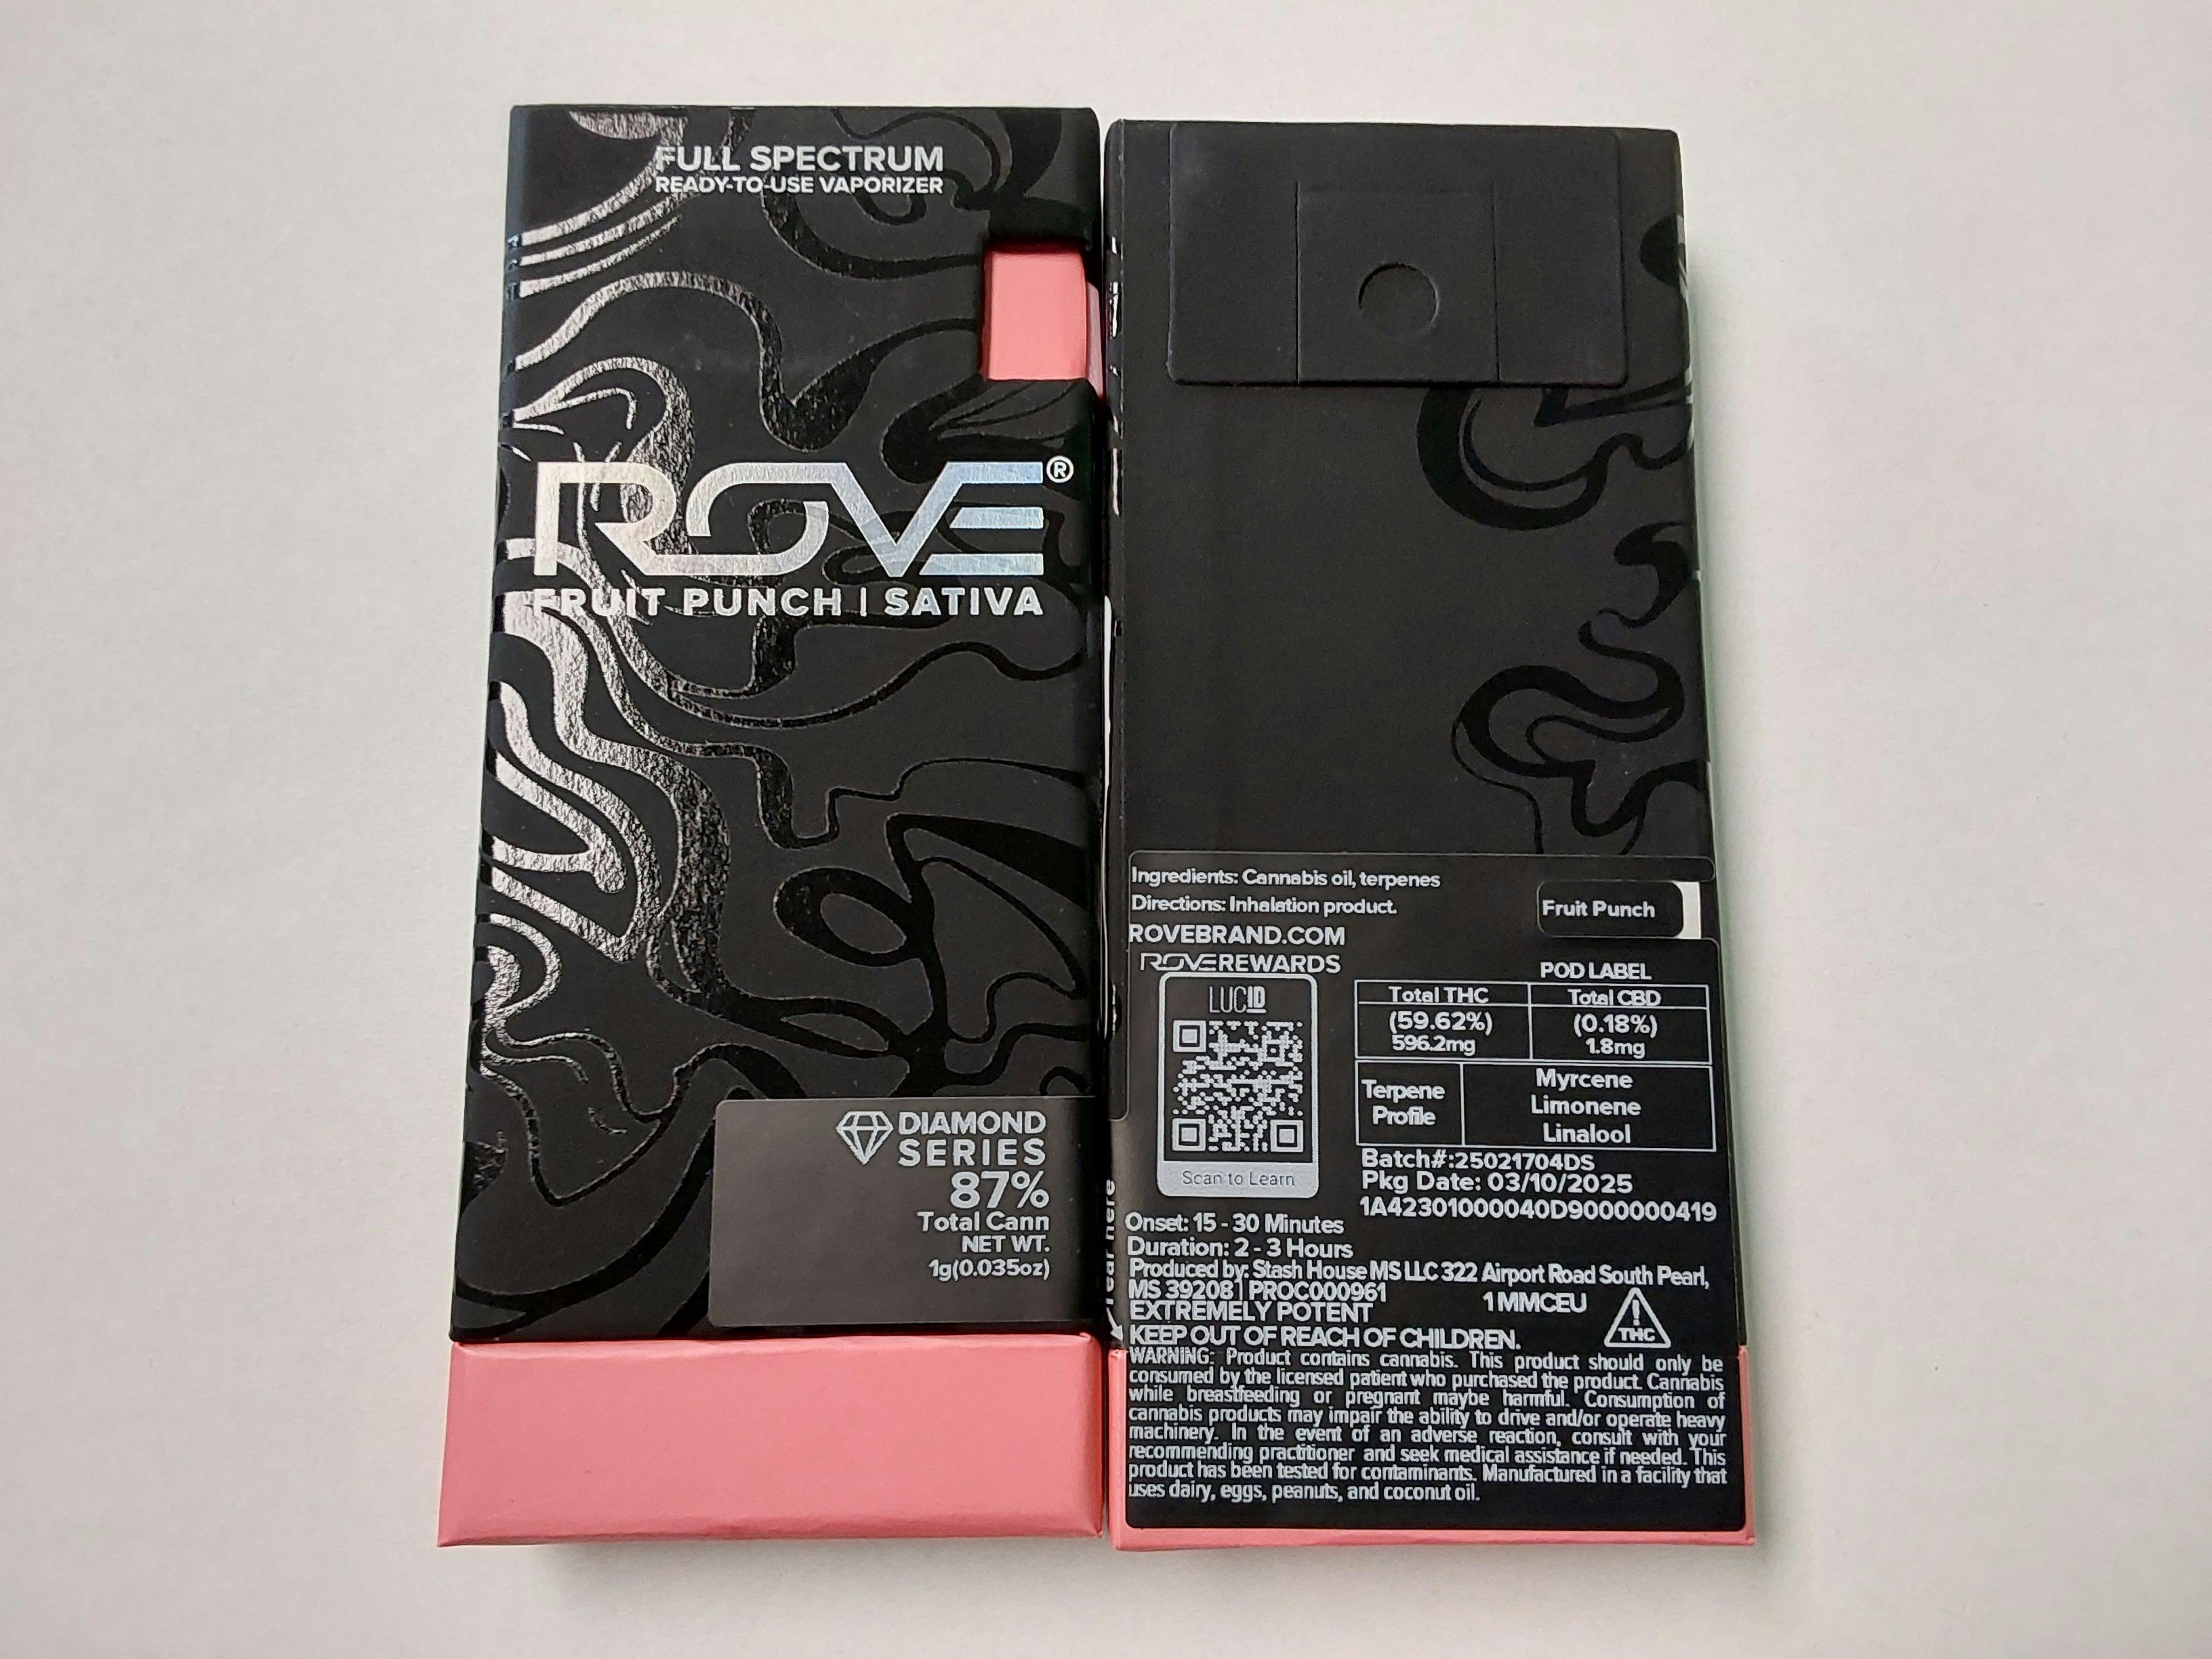 FULL SPECTRUM
READY-TO-USE VAPORIZER
ROVE®
FRUIT PUNCH | SATIVA
DIAMOND
SERIES
87%
Total Cann
NET WT.
1g(0.035oz)
Ingredients: Cannabis oil, terpenes
Directions: Inhalation product.
Fruit Punch
ROVEBRAND.COM
ROVEREWARDS
LUCID
Scan to Learn
POD LABEL
Total THC Total CBD
(59.62%) (0.18%)
596.2mg 1.8mg
Terpene Profile
Myrcene
Limonene
Linalool
Batch#:25021704DS
Pkg Date: 03/10/2025
1A42301000040D9000000419
Onset: 15 - 30 Minutes
Duration: 2 - 3 Hours
Produced by: Stash House MS LLC 322 Airport Road South Pearl,
MS 39208 | PROC000961
1MMCEU
EXTREMELY POTENT
! THC
KEEP OUT OF REACH OF CHILDREN.
WARNING: Product contains cannabis. This product should only be
consumed by the licensed patient who purchased the product. Cannabis
while breastfeeding or pregnant maybe harmful. Consumption of
cannabis products may impair the ability to drive and/or operate heavy
machinery. In the event of an adverse reaction, consult with your
recommending practitioner and seek medical assistance if needed. This
product has been tested for contaminants. Manufactured in a facility that
uses dairy, eggs, peanuts, and coconut oil.
Tear here